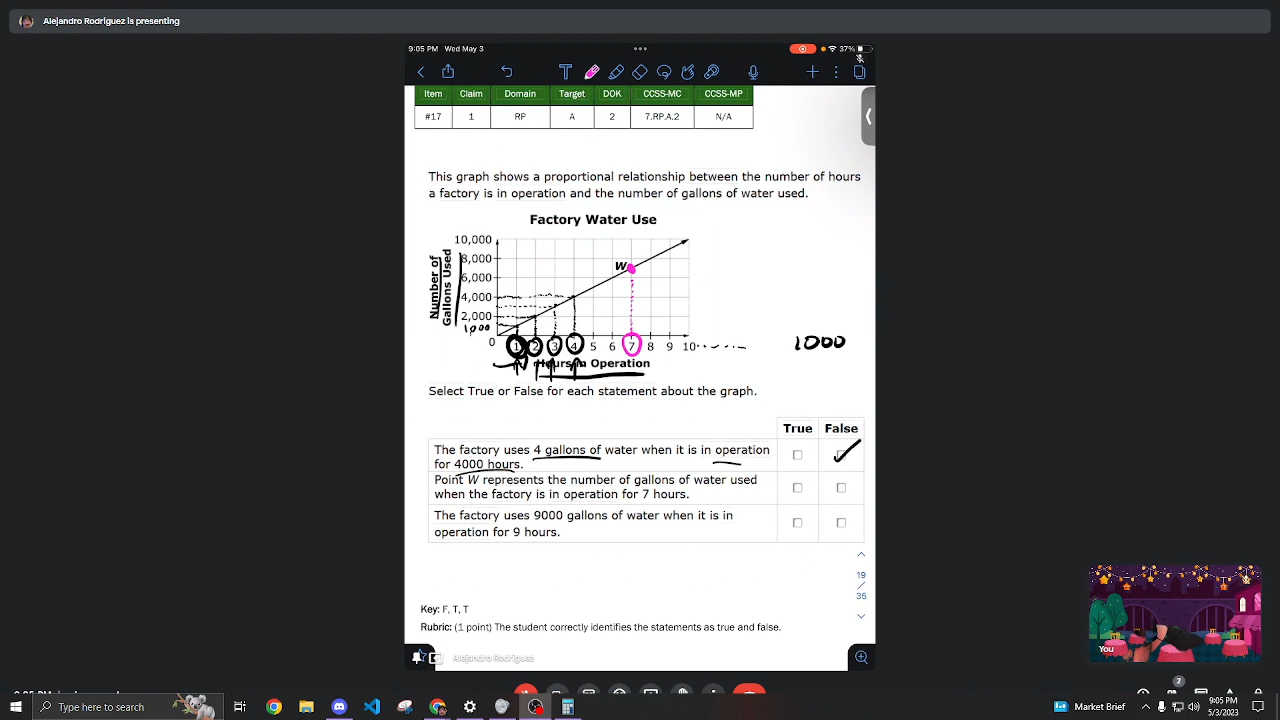 Alejandro Rodríguez is presenting
9:05 PM Wed May 3
37%
Item Claim Domain Target DOK CCSS-MC CCSS-MP
#17 1 RP A 2 7.RP.A.2 N/A
This graph shows a proportional relationship between the number of hours
a factory is in operation and the number of gallons of water used.
Factory Water Use
Number of
Gallons Used
10,000
8,000
6,000
4,000
2,000
1000
0
W
1 2 3 4 5 6 7 8 9 10
Hours in Operation
1000
Select True or False for each statement about the graph.
True False
The factory uses 4 gallons of water when it is in operation
for 4000 hours.
Point W represents the number of gallons of water used
when the factory is in operation for 7 hours.
The factory uses 9000 gallons of water when it is in
operation for 9 hours.
19
/
35
Key: F, T, T
Rubric: (1 point) The student correctly identifies the statements as true and false.
Alejandro Rodríguez
You
2
Type here to search
Market Brief
9:05 PM
5/3/2023